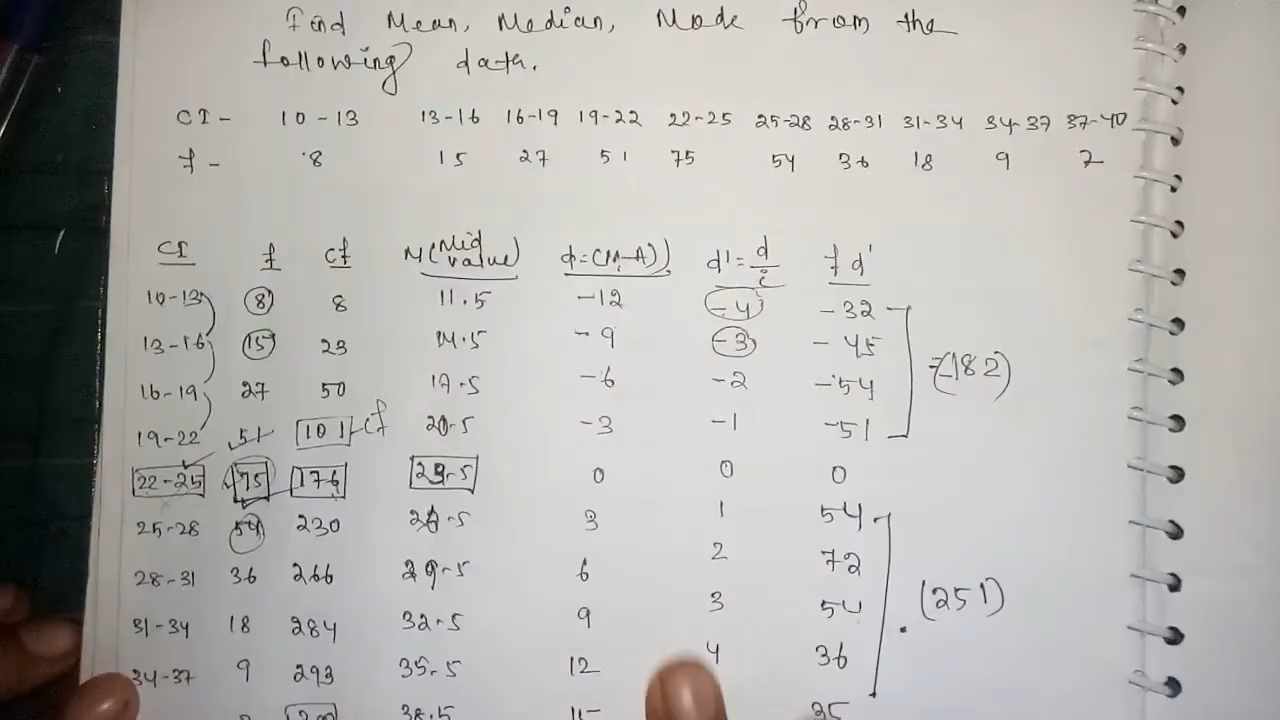 Find Mean, Median, Mode from the
following data.
CI - 10-13 13-16 16-19 19-22 22-25 25-28 28-31 31-34 34-37 37-40
f - 8 15 27 51 75 54 36 18 9 7
CI f cf M(Mid value) d=(M-A)) d'=d/i f d'
10-13 8 8 11.5 -12 -4 -32
13-16 15 23 14.5 -9 -3 -45
16-19 27 50 17.5 -6 -2 -54 =(-182)
19-22 51 101 cf 20.5 -3 -1 -51
22-25 75 176 23.5 0 0 0
25-28 54 230 26.5 3 1 54
28-31 36 266 29.5 6 2 72
31-34 18 284 32.5 9 3 54 (251)
34-37 9 293 35.5 12 4 36
38.5 15 35